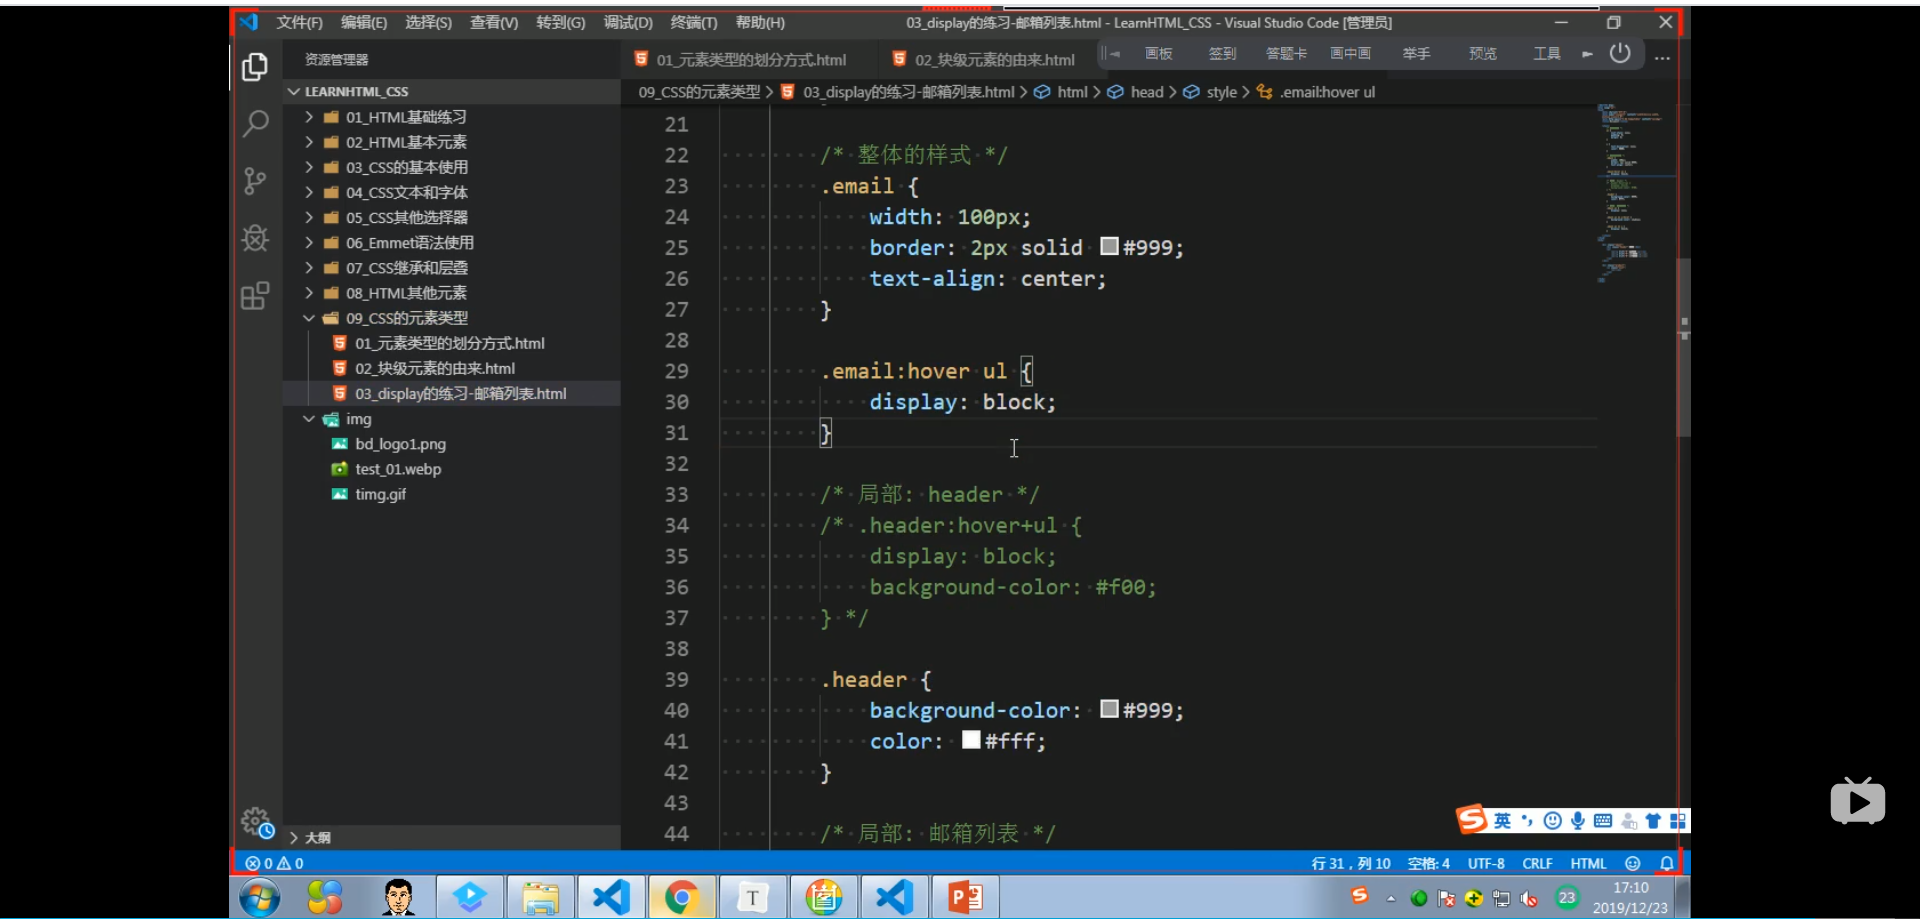 文件(F) 编辑(E) 选择(S) 查看(V) 转到(G) 调试(D) 终端(T) 帮助(H) 03_display的练习-邮箱列表.html - LearnHTML_CSS - Visual Studio Code [管理员]
资源管理器
01_元素类型的划分方式.html 02_块级元素的由来.html 画板 签到 答题卡 画中画 举手 预览 工具
09_CSS的元素类型 > 03_display的练习-邮箱列表.html > html > head > style > .email:hover ul
LEARNHTML_CSS
01_HTML基础练习
02_HTML基本元素
03_CSS的基本使用
04_CSS文本和字体
05_CSS其他选择器
06_Emmet语法使用
07_CSS继承和层叠
08_HTML其他元素
09_CSS的元素类型
01_元素类型的划分方式.html
02_块级元素的由来.html
03_display的练习-邮箱列表.html
img
bd_logo1.png
test_01.webp
timg.gif
大纲
21
22 /* 整体的样式 */
23 .email {
24 width: 100px;
25 border: 2px solid #999;
26 text-align: center;
27 }
28
29 .email:hover ul {
30 display: block;
31 }
32
33 /* 局部: header */
34 /* .header:hover+ul {
35 display: block;
36 background-color: #f00;
37 } */
38
39 .header {
40 background-color: #999;
41 color: #fff;
42 }
43
44 /* 局部: 邮箱列表 */
英
0 0 行 31，列 10 空格: 4 UTF-8 CRLF HTML
T
23
17:10
2019/12/23